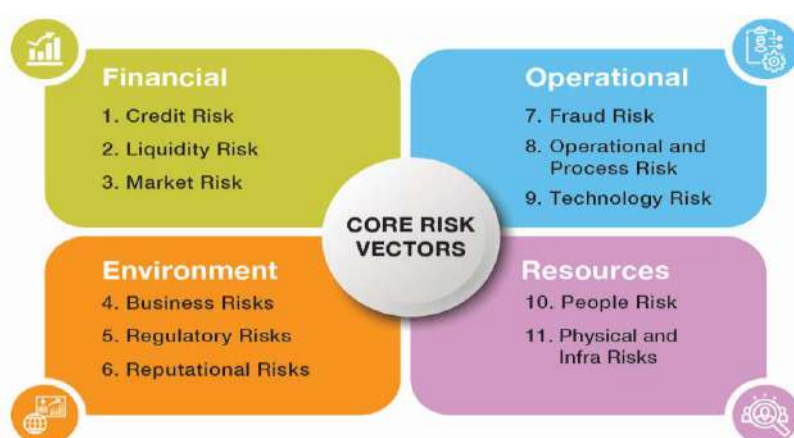 Financial
1. Credit Risk
2. Liquidity Risk
3. Market Risk
Operational
7. Fraud Risk
8. Operational and
Process Risk
9. Technology Risk
CORE RISK
VECTORS
Environment
4. Business Risks
5. Regulatory Risks
6. Reputational Risks
Resources
10. People Risk
11. Physical and
Infra Risks